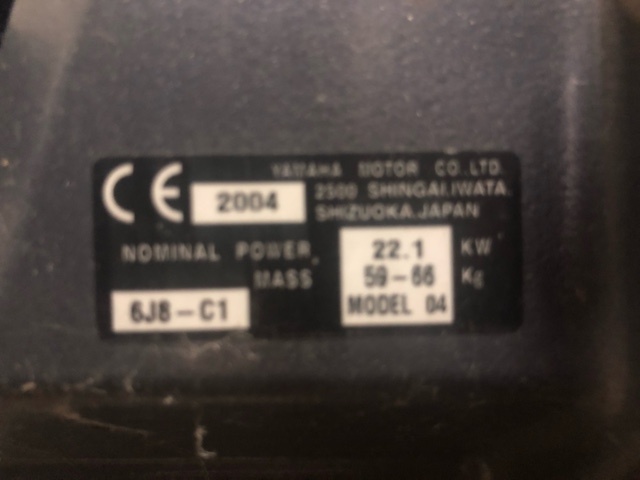 CE 2004 YAMAHA MOTOR CO.,LTD.
2500 SHINGAI,IWATA,
SHIZUOKA,JAPAN
NOMINAL POWER 22.1 KW
MASS 59-66 Kg
6J8-C1 MODEL 04